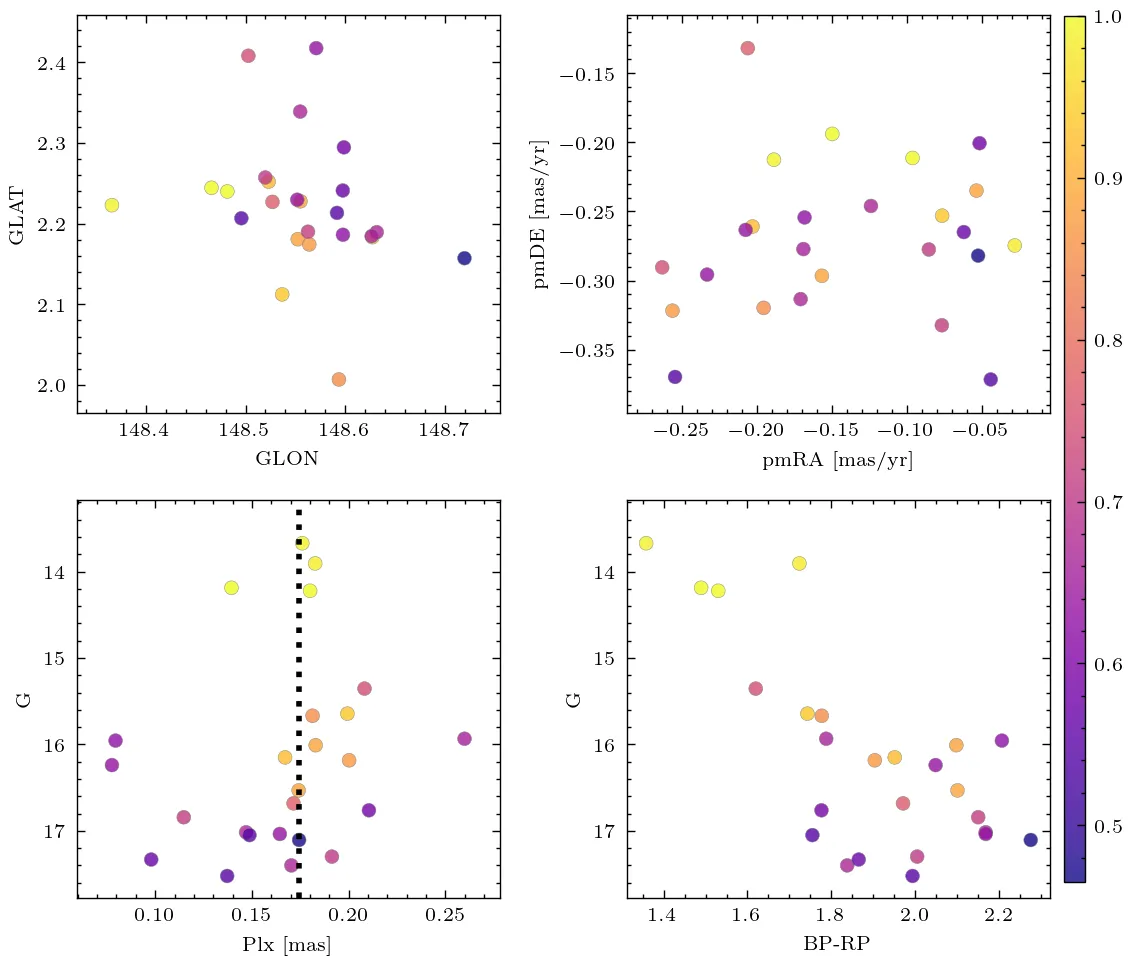 2.4
2.3
2.2
2.1
2.0
GLAT
148.4 148.5 148.6 148.7
GLON
−0.15
−0.20
−0.25
−0.30
−0.35
pmDE [mas/yr]
−0.25 −0.20 −0.15 −0.10 −0.05
pmRA [mas/yr]
14
15
16
17
G
0.10 0.15 0.20 0.25
Plx [mas]
14
15
16
17
G
1.4 1.6 1.8 2.0 2.2
BP-RP
1.0
0.9
0.8
0.7
0.6
0.5